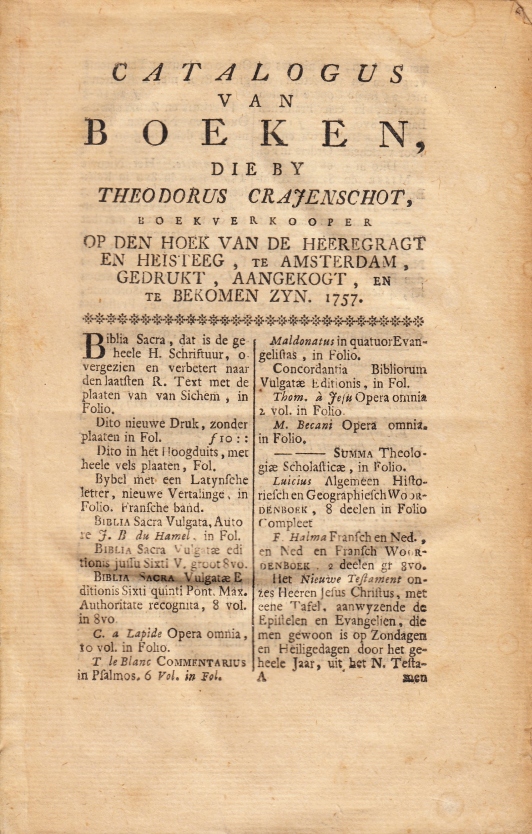 CATALOGUS
VAN
BOEKEN,
DIE BY
THEODORUS CRAJENSCHOT,
BOEKVERKOOPER
OP DEN HOEK VAN DE HEEREGRAGT
EN HEISTEEG, TE AMSTERDAM,
GEDRUKT, AANGEKOGT, EN
TE BEKOMEN ZYN. 1757.
Biblia Sacra, dat is de ge-
heele H. Schriftuur, o-
vergezien en verbetert naar
den laatſten R. Text met de
plaeten van van Sichem, in
Folio.
Dito nieuwe Druk, zonder
plaaten in Fol. ƒ10::
Dito in het Hoogduits, met
heele vels plaaten, Fol.
Bybel met een Latynſche
letter, nieuwe Vertalinge, in
Folio. Franſche band.
BIBLIA Sacra Vulgata, Auto
re J. B du Hamel. in Fol.
BIBLIA Sacra Vulgatæ edi
tionis juſſu Sixti V. groot 8vo.
BIBLIA SACRA Vulgatæ E
ditionis Sixti quinti Pont. Max.
Authoritate recognita, 8 vol.
in 8vo
C. a Lapide Opera omnia,
10 vol. in Folio.
T le Blanc COMMENTARIUS
in Pſalmos. 6 Vol. in Fol.
Maldonatus in quatuor Evan-
geliſtas, in Folio.
Concordantia Bibliorum
Vulgatæ Editionis, in Fol.
Thom. à Jeſu Opera omnia
2 vol. in Folio
M. Becani Opera omnia.
in Folio.
—— —— SUMMA Theolo-
giæ Scholaſticæ, in Folio.
Luicius Algemeen Hiſto-
rieſch en Geographieſch WOOR-
DENBOEK, 8 deelen in Folio
Compleet
F. Halma Franſch en Ned.,
en Ned en Franſch WOOR-
DENBOEK. 2 deelen gr 8vo.
Het Nieuwe Teſtament on-
zes Heeren Jeſus Chriſtus, met
eene Tafel. aanwyzende de
Epiſtelen en Evangelien, die
men gewoon is op Zondagen
en Heiligedagen door het ge-
heele Jaar, uit het N. Teſta-
A men